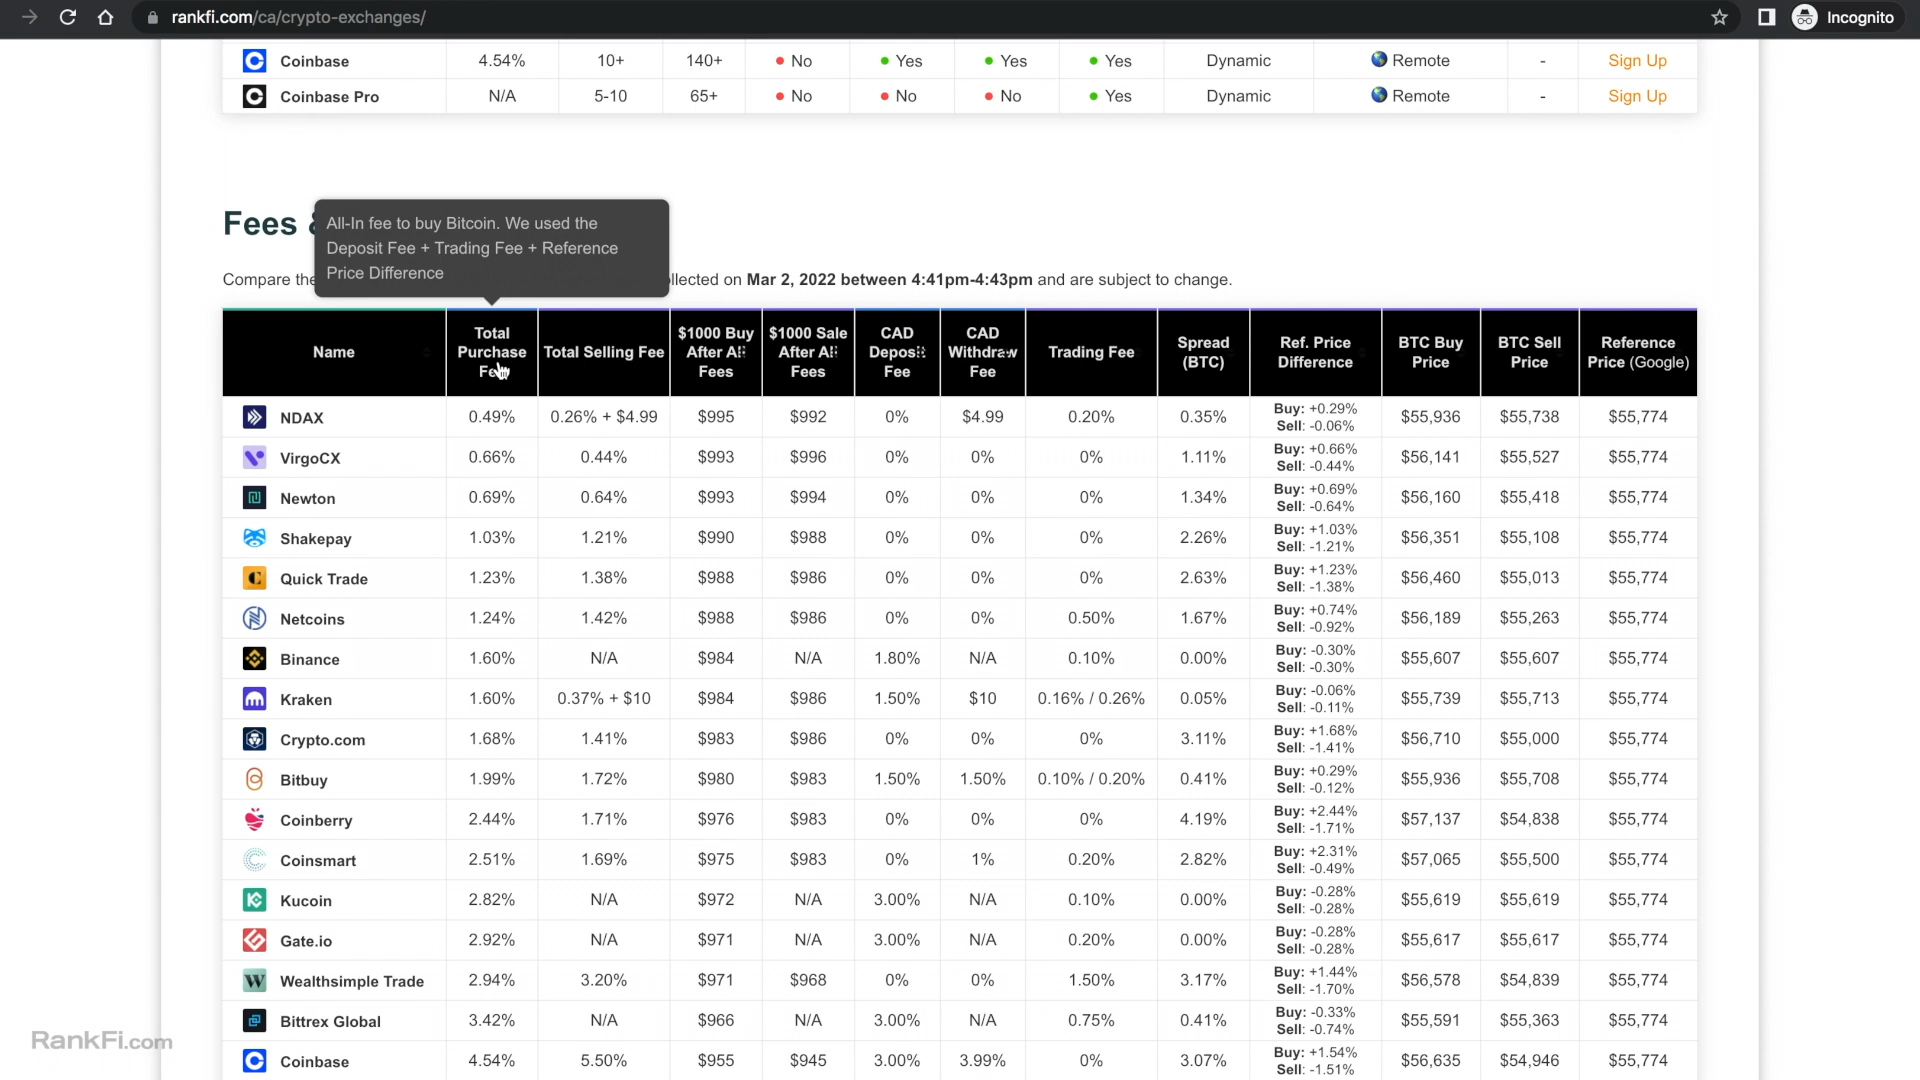 rankfi.com/ca/crypto-exchanges/ Incognito
Coinbase 4.54% 10+ 140+ No Yes Yes Yes Dynamic Remote - Sign Up
Coinbase Pro N/A 5-10 65+ No No No Yes Dynamic Remote - Sign Up
Fees
All-In fee to buy Bitcoin. We used the
Deposit Fee + Trading Fee + Reference
Price Difference
Compare the llected on Mar 2, 2022 between 4:41pm-4:43pm and are subject to change.
Name Total Purchase Fee Total Selling Fee $1000 Buy After All Fees $1000 Sale After All Fees CAD Deposit Fee CAD Withdraw Fee Trading Fee Spread (BTC) Ref. Price Difference BTC Buy Price BTC Sell Price Reference Price (Google)
NDAX 0.49% 0.26% + $4.99 $995 $992 0% $4.99 0.20% 0.35% Buy: +0.29% Sell: -0.06% $55,936 $55,738 $55,774
VirgoCX 0.66% 0.44% $993 $996 0% 0% 0% 1.11% Buy: +0.66% Sell: -0.44% $56,141 $55,527 $55,774
Newton 0.69% 0.64% $993 $994 0% 0% 0% 1.34% Buy: +0.69% Sell: -0.64% $56,160 $55,418 $55,774
Shakepay 1.03% 1.21% $990 $988 0% 0% 0% 2.26% Buy: +1.03% Sell: -1.21% $56,351 $55,108 $55,774
Quick Trade 1.23% 1.38% $988 $986 0% 0% 0% 2.63% Buy: +1.23% Sell: -1.38% $56,460 $55,013 $55,774
Netcoins 1.24% 1.42% $988 $986 0% 0% 0.50% 1.67% Buy: +0.74% Sell: -0.92% $56,189 $55,263 $55,774
Binance 1.60% N/A $984 N/A 1.80% N/A 0.10% 0.00% Buy: -0.30% Sell: -0.30% $55,607 $55,607 $55,774
Kraken 1.60% 0.37% + $10 $984 $986 1.50% $10 0.16% / 0.26% 0.05% Buy: -0.06% Sell: -0.11% $55,739 $55,713 $55,774
Crypto.com 1.68% 1.41% $983 $986 0% 0% 0% 3.11% Buy: +1.68% Sell: -1.41% $56,710 $55,000 $55,774
Bitbuy 1.99% 1.72% $980 $983 1.50% 1.50% 0.10% / 0.20% 0.41% Buy: +0.29% Sell: -0.12% $55,936 $55,708 $55,774
Coinberry 2.44% 1.71% $976 $983 0% 0% 0% 4.19% Buy: +2.44% Sell: -1.71% $57,137 $54,838 $55,774
Coinsmart 2.51% 1.69% $975 $983 0% 1% 0.20% 2.82% Buy: +2.31% Sell: -0.49% $57,065 $55,500 $55,774
Kucoin 2.82% N/A $972 N/A 3.00% N/A 0.10% 0.00% Buy: -0.28% Sell: -0.28% $55,619 $55,619 $55,774
Gate.io 2.92% N/A $971 N/A 3.00% N/A 0.20% 0.00% Buy: -0.28% Sell: -0.28% $55,617 $55,617 $55,774
Wealthsimple Trade 2.94% 3.20% $971 $968 0% 0% 1.50% 3.17% Buy: +1.44% Sell: -1.70% $56,578 $54,839 $55,774
Bittrex Global 3.42% N/A $966 N/A 3.00% N/A 0.75% 0.41% Buy: -0.33% Sell: -0.74% $55,591 $55,363 $55,774
Coinbase 4.54% 5.50% $955 $945 3.00% 3.99% 0% 3.07% Buy: +1.54% Sell: -1.51% $56,635 $54,946 $55,774
RankFi.com